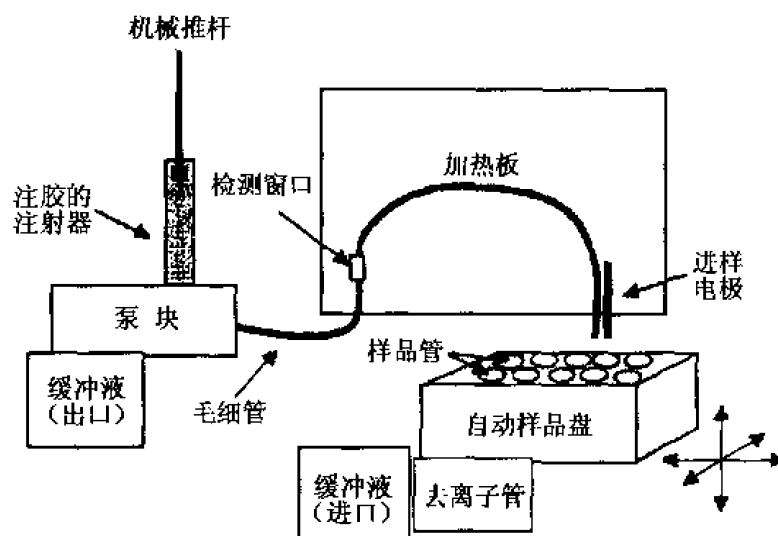 机械推杆
加热板
检测窗口
注胶的
注射器
进样
电极
泵 块
样品管
缓冲液
(出口)
毛细管
自动样品盘
缓冲液
(进口)
去离子管